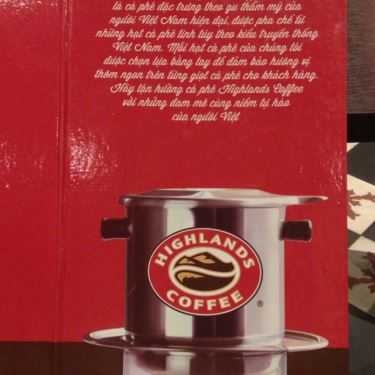 là cà phê đặc trưng theo gu thẩm mỹ của
người Việt Nam hiện đại, được pha chế từ
những hạt cà phê tinh túy theo kiểu truyền thống
Việt Nam. Mỗi hạt cà phê của chúng tôi
được chọn lựa bằng tay để đảm bảo hương vị
thơm ngon trên từng giọt cà phê cho khách hàng.
Hãy tận hưởng cà phê Highlands Coffee
với những đam mê cùng niềm tự hào
của người Việt
HIGHLANDS
COFFEE
®